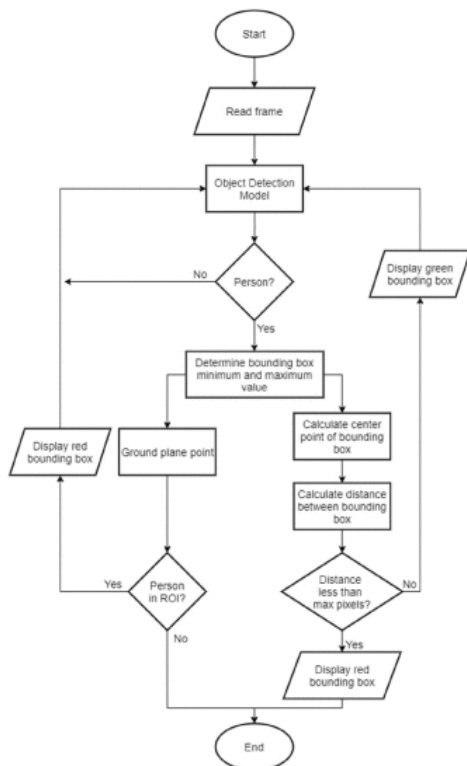 Start
Read frame
Object Detection
Model
Display green
bounding box
No
Person?
Yes
Determine bounding box
minimum and maximum
value
Display red
bounding box
Ground plane point
Calculate center
point of bounding
box
Calculate distance
between bounding
box
Yes
Person
in ROI?
No
Distance
less than
max pixels?
No
Yes
Display red
bounding box
End